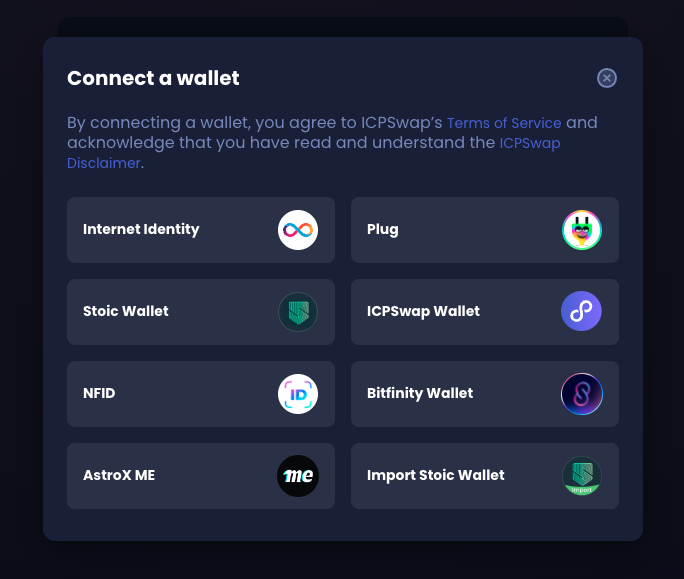 Connect a wallet
By connecting a wallet, you agree to ICPSwap’s Terms of Service and
acknowledge that you have read and understand the ICPSwap
Disclaimer.
Internet Identity
Plug
Stoic Wallet
ICPSwap Wallet
NFID
ID
Bitfinity Wallet
AstroX ME
me
Import Stoic Wallet
import